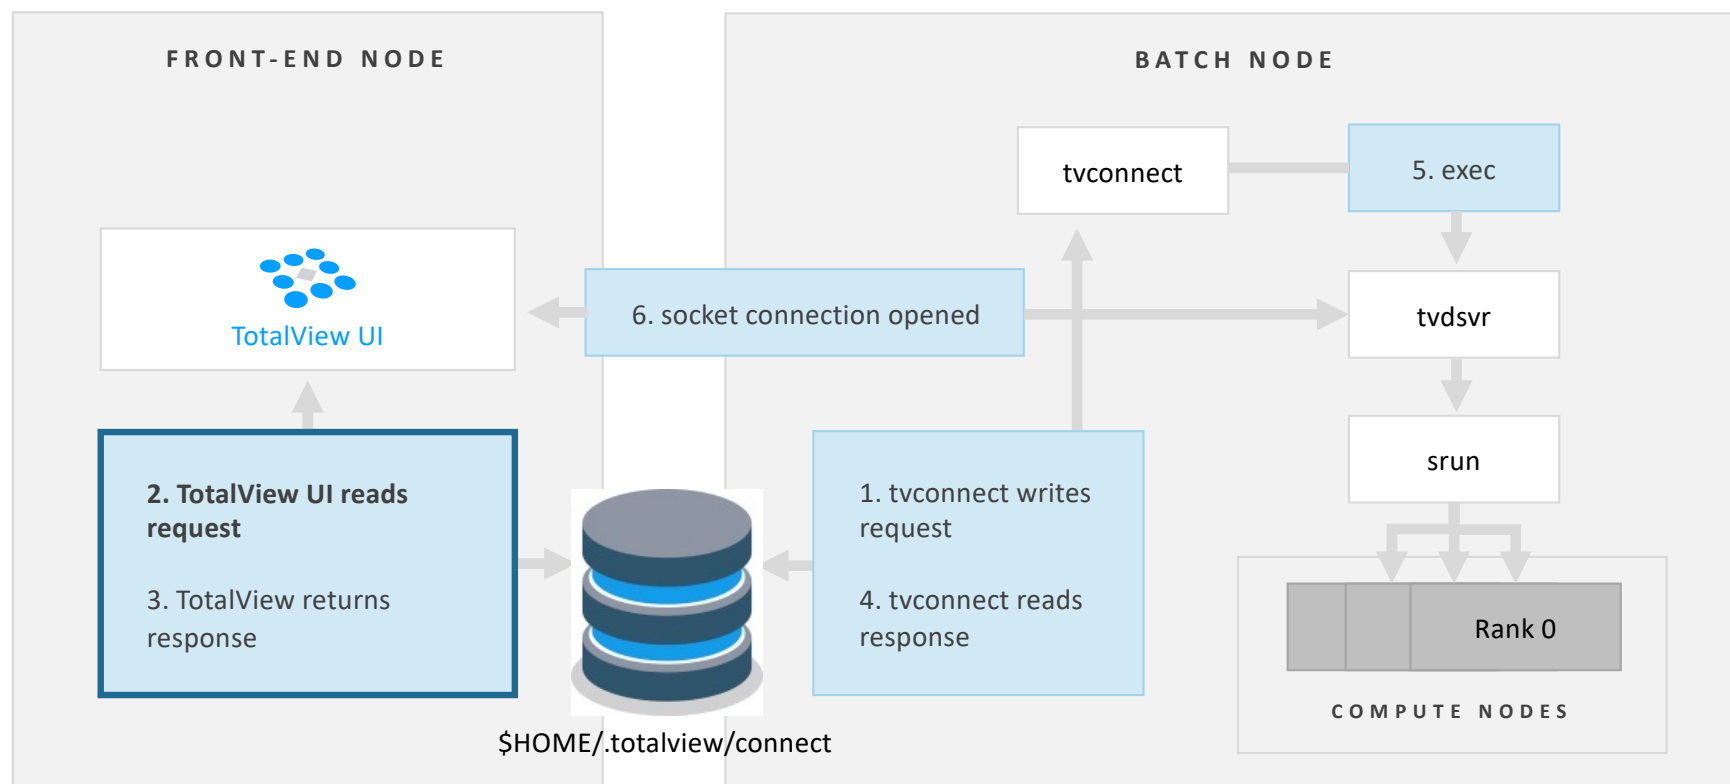 FRONT-END NODE
BATCH NODE
tvconnect
5. exec
TotalView UI
6. socket connection opened
tvdsvr
srun
2. TotalView UI reads
request
3. TotalView returns
response
1. tvconnect writes
request
4. tvconnect reads
response
Rank 0
COMPUTE NODES
$HOME/.totalview/connect